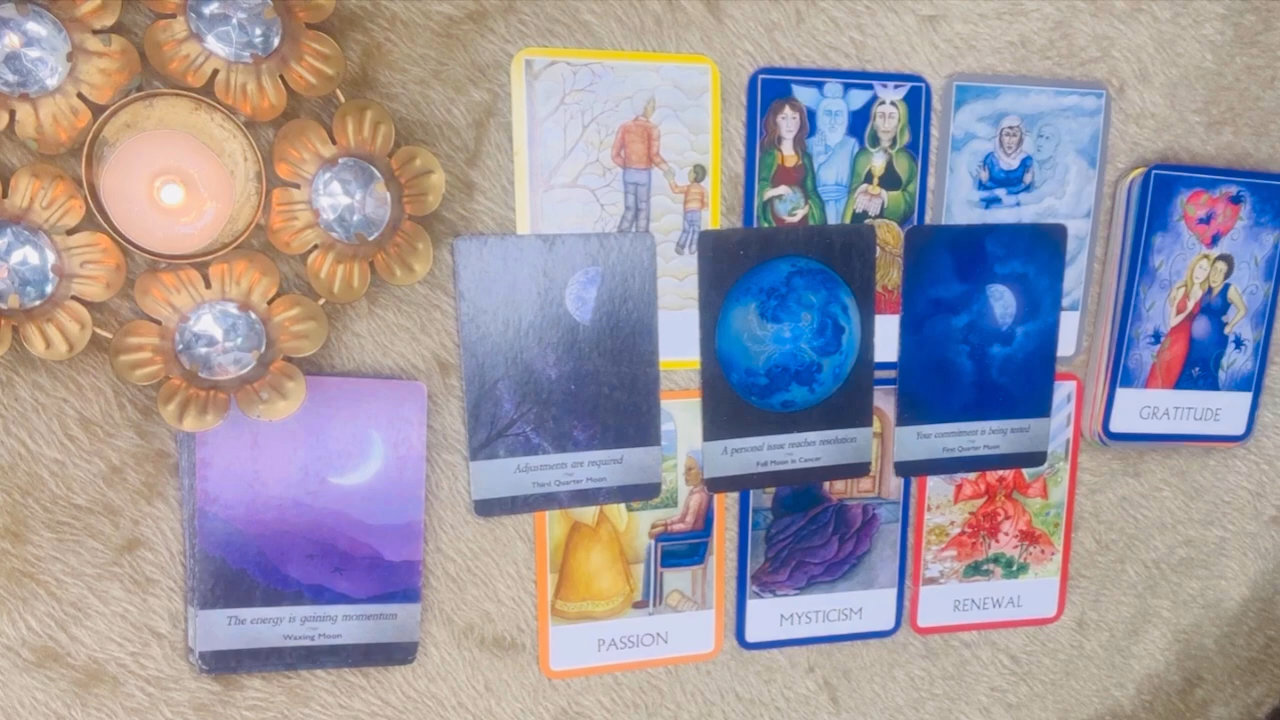 Adjustments are required
Third Quarter Moon
A personal issue reaches resolution
Full Moon in Cancer
Your commitment is being tested
First Quarter Moon
GRATITUDE
The energy is gaining momentum
Waxing Moon
PASSION
MYSTICISM
RENEWAL